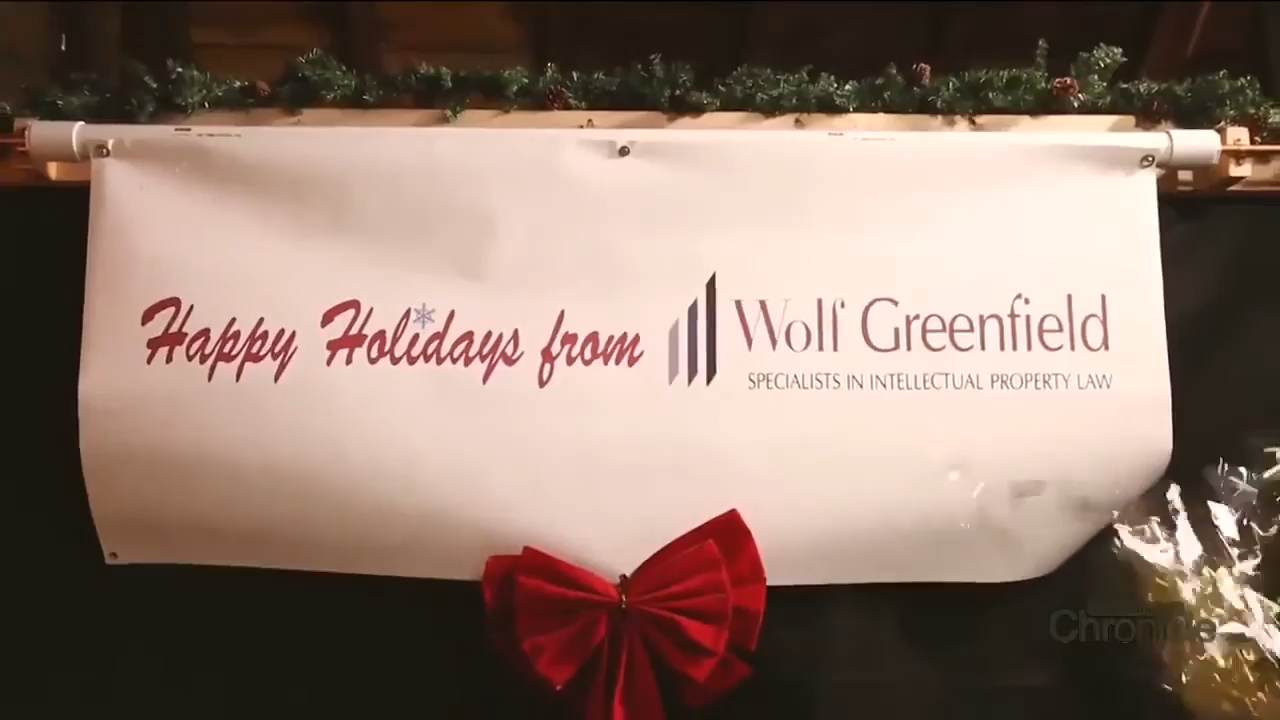 Happy Holidays from Wolf Greenfield
SPECIALISTS IN INTELLECTUAL PROPERTY LAW
Chronicle